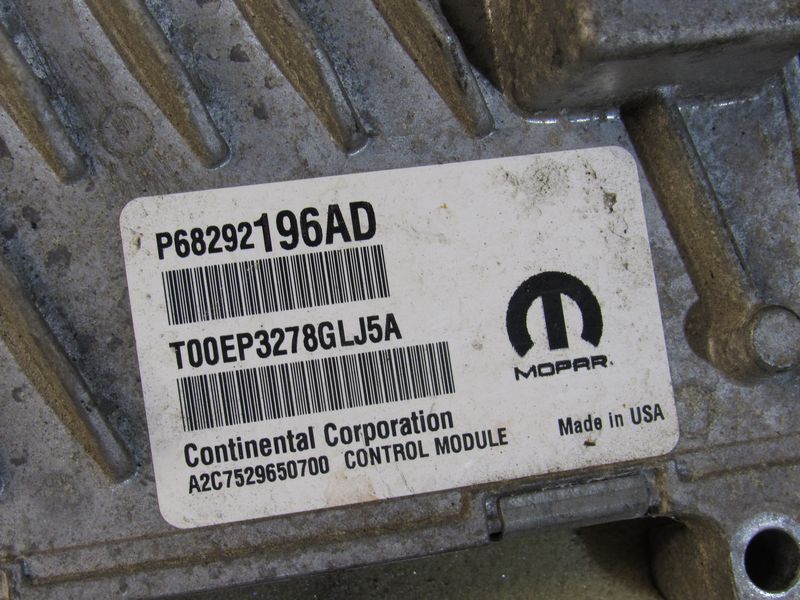 P68292196AD
T00EP3278GLJ5A
MOPAR
Continental Corporation
A2C7529650700 CONTROL MODULE
Made in USA